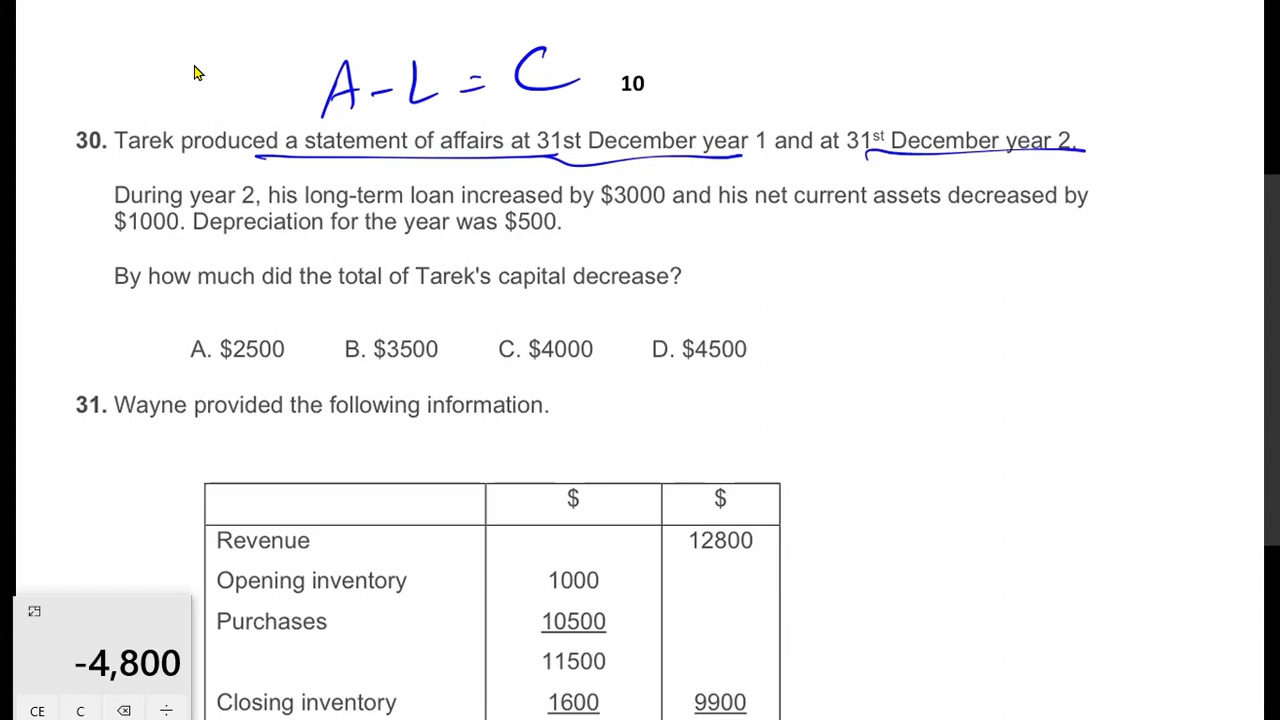 A - L = C 10
30. Tarek produced a statement of affairs at 31st December year 1 and at 31st December year 2.
During year 2, his long-term loan increased by $3000 and his net current assets decreased by
$1000. Depreciation for the year was $500.
By how much did the total of Tarek's capital decrease?
A. $2500 B. $3500 C. $4000 D. $4500
31. Wayne provided the following information.
$ $
Revenue 12800
Opening inventory 1000
Purchases 10500
11500
Closing inventory 1600 9900
-4,800
CE C ⌫ ÷